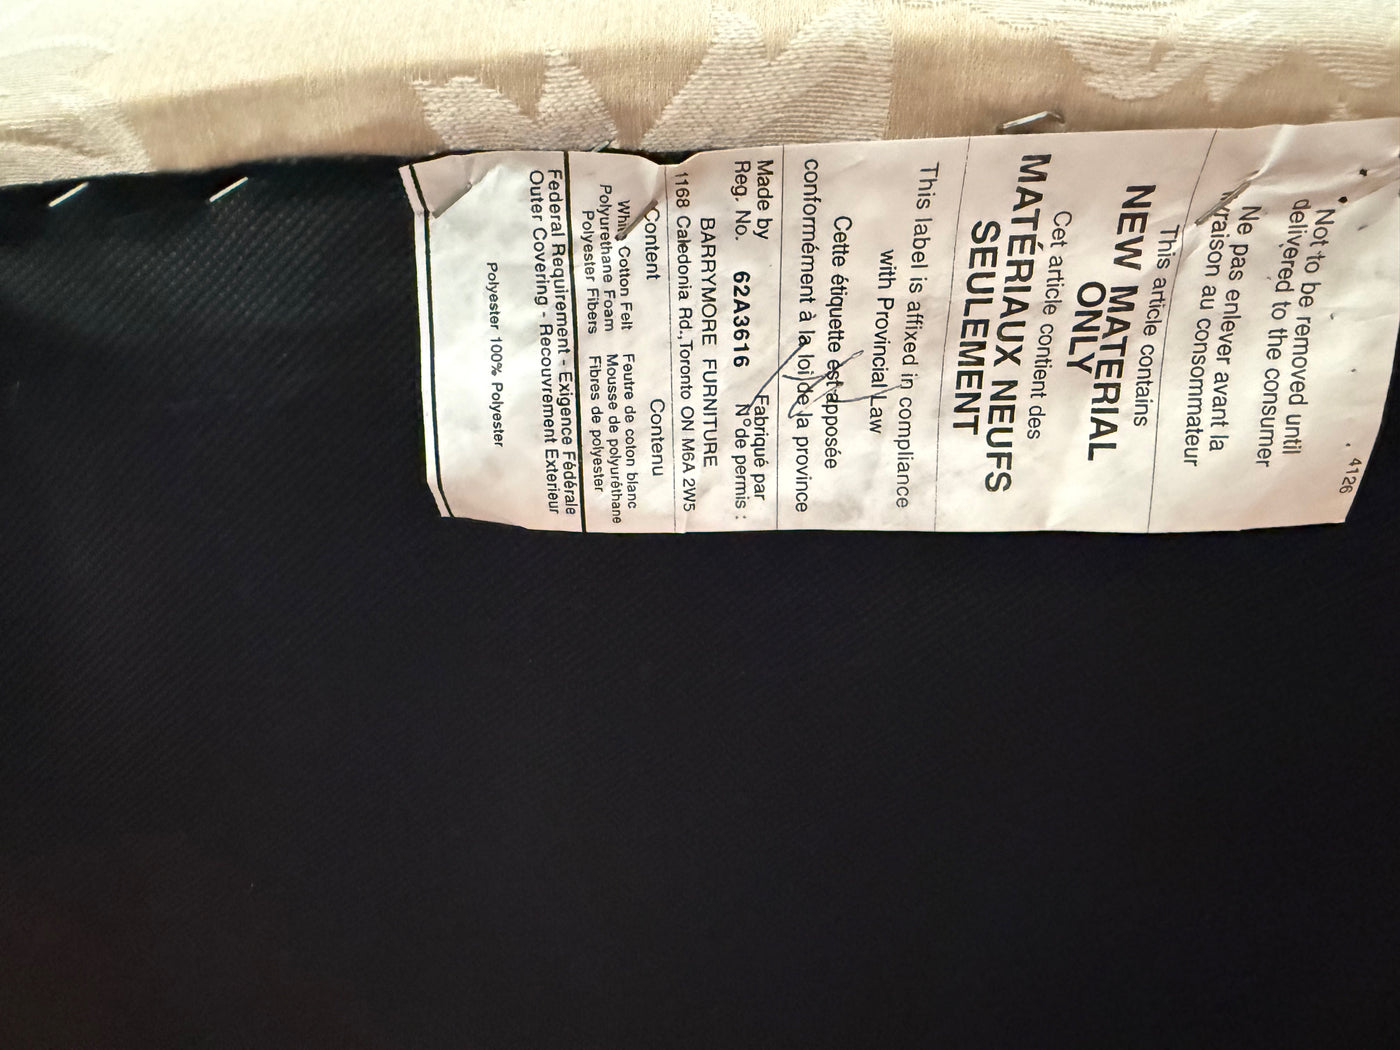 4126
Not to be removed until
delivered to the consumer
Ne pas enlever avant la
livraison au consommateur
This article contains
NEW MATERIAL
ONLY
Cet article contient des
MATÉRIAUX NEUFS
SEULEMENT
This label is affixed in compliance
with Provincial Law
Cette étiquette est apposée
conformément à la loi de la province
Made by Fabriqué par
Reg. No. 62A3616 N° de permis :
BARRYMORE FURNITURE
1168 Caledonia Rd., Toronto ON M6A 2W5
Content Contenu
White Cotton Felt Feutre de coton blanc
Polyurethane Foam Mousse de polyuréthane
Polyester Fibers Fibres de polyester
Federal Requirement - Exigence Fédérale
Outer Covering - Recouvrement Exterieur
Polyester 100% Polyester